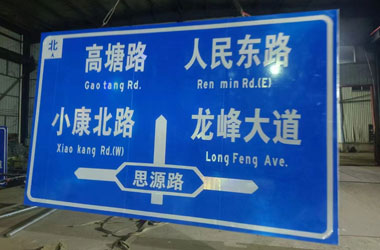 北
高塘路 人民东路
Gao tang Rd. Ren min Rd.(E)
小康北路 龙峰大道
Xiao kang Rd.(W) Long Feng Ave.
思源路